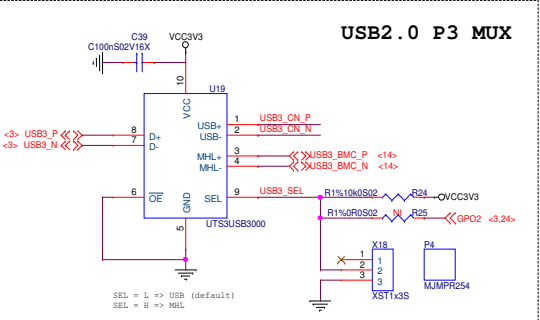 USB2.0 P3 MUX
C39
C100nS02V16X
VCC3V3
10
U19
VCC
<3> USB3_P
8
D+
USB+
1
USB3_CN_P
<3> USB3_N
7
D-
USB-
2
USB3_CN_N
MHL+
3
USB3_BMC_P <14>
MHL-
4
USB3_BMC_N <14>
6
OE
GND
SEL
9
USB3_SEL
R1%10k0S02
R24
VCC3V3
5
UTS3USB3000
R1%0R0S02
NI
R25
GPO2 <3,24>
X18
P4
1
1
2
2
3
3
XST1x3S
MJMPR254
SEL = L => USB (default)
SEL = H => MHL